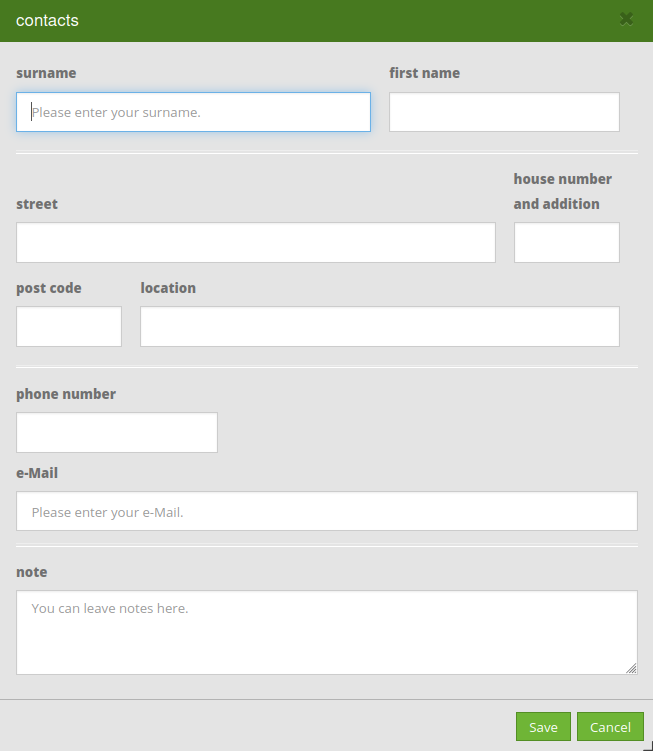 contacts
surname
first name
Please enter your surname.
house number
and addition
street
post code
location
phone number
e-Mail
Please enter your e-Mail.
note
You can leave notes here.
Save
Cancel